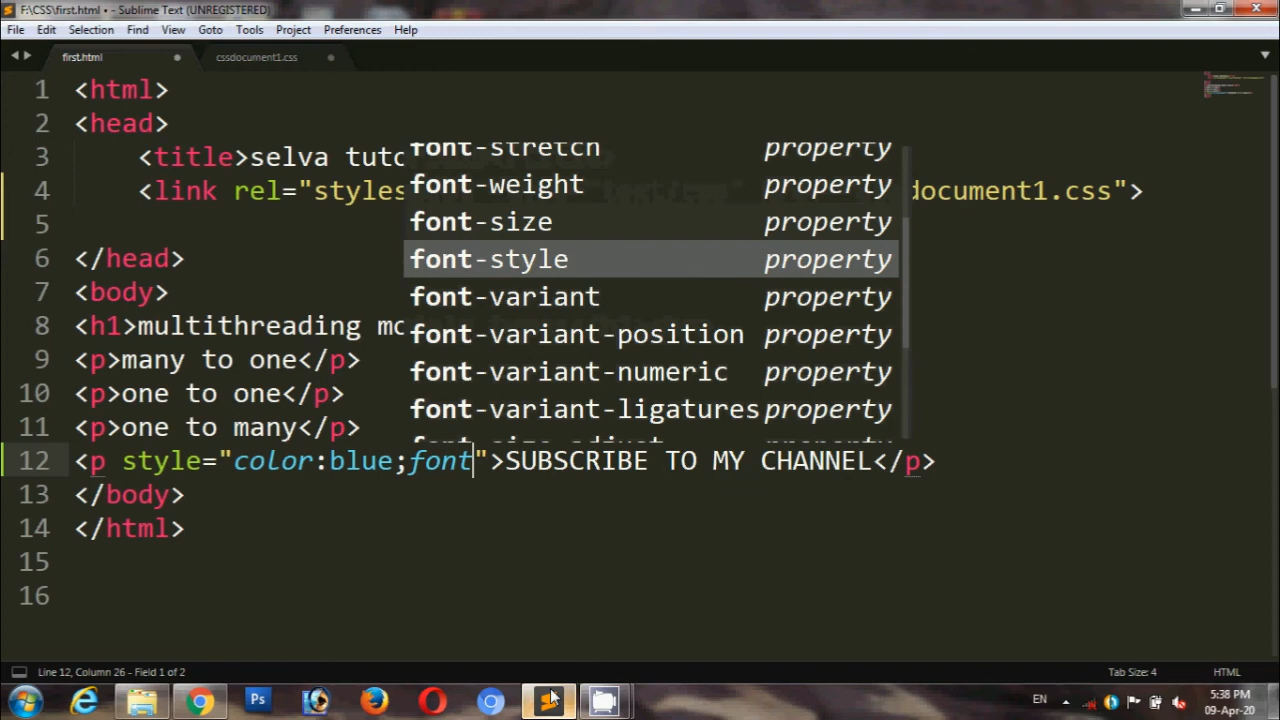 F:\CSS\first.html • - Sublime Text (UNREGISTERED)
File Edit Selection Find View Goto Tools Project Preferences Help
first.html cssdocument1.css
1 <html>
2 <head>
3 <title>selva tuto
4 <link rel="styles document1.css">
5
6 </head>
7 <body>
8 <h1>multithreading mo
9 <p>many to one</p>
10 <p>one to one</p>
11 <p>one to many</p>
12 <p style="color:blue;font">SUBSCRIBE TO MY CHANNEL</p>
13 </body>
14 </html>
15
16
font-stretch property
font-weight property
font-size property
font-style property
font-variant property
font-variant-position property
font-variant-numeric property
font-variant-ligatures property
Line 12, Column 26 - Field 1 of 2 Tab Size: 4 HTML
Ps EN 5:38 PM
09-Apr-20